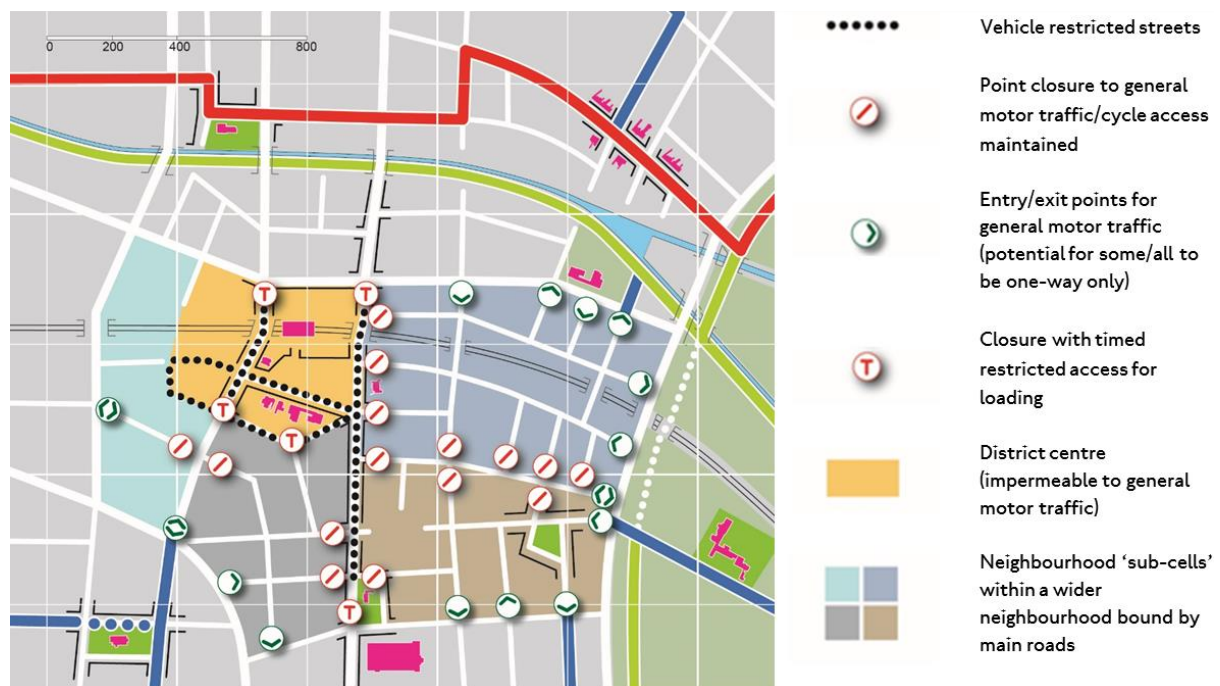 0 200 400 800
T
T
T
T
T
Vehicle restricted streets
Point closure to general
motor traffic/cycle access
maintained
Entry/exit points for
general motor traffic
(potential for some/all to
be one-way only)
T
Closure with timed
restricted access for
loading
District centre
(impermeable to general
motor traffic)
Neighbourhood ‘sub-cells’
within a wider
neighbourhood bound by
main roads